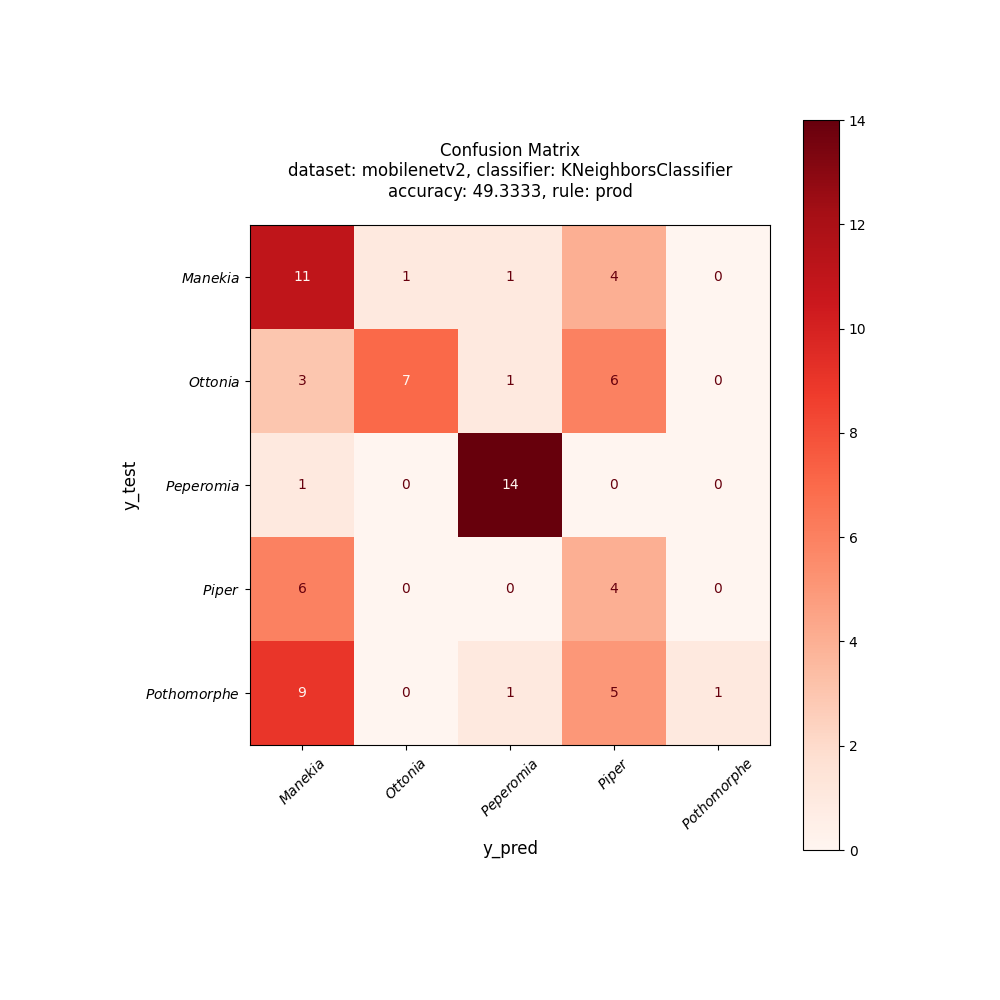 Confusion Matrix
dataset: mobilenetv2, classifier: KNeighborsClassifier
accuracy: 49.3333, rule: prod
14
12
10
8
6
4
2
0
y_test
Manekia 11 1 1 4 0
Ottonia 3 7 1 6 0
Peperomia 1 0 14 0 0
Piper 6 0 0 4 0
Pothomorphe 9 0 1 5 1
Manekia Ottonia Peperomia Piper Pothomorphe
y_pred